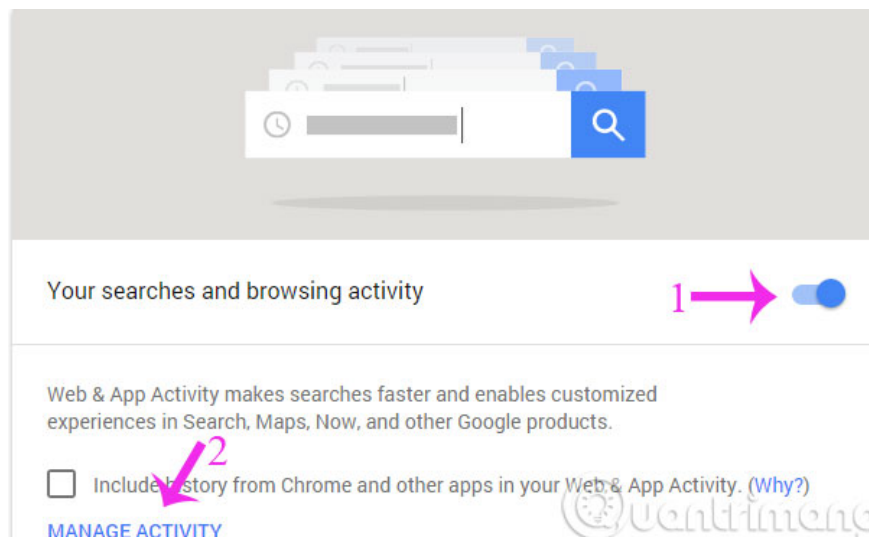 Your searches and browsing activity
1
Web & App Activity makes searches faster and enables customized
experiences in Search, Maps, Now, and other Google products.
2
Include history from Chrome and other apps in your Web & App Activity. (Why?)
MANAGE ACTIVITY
Quantrimang